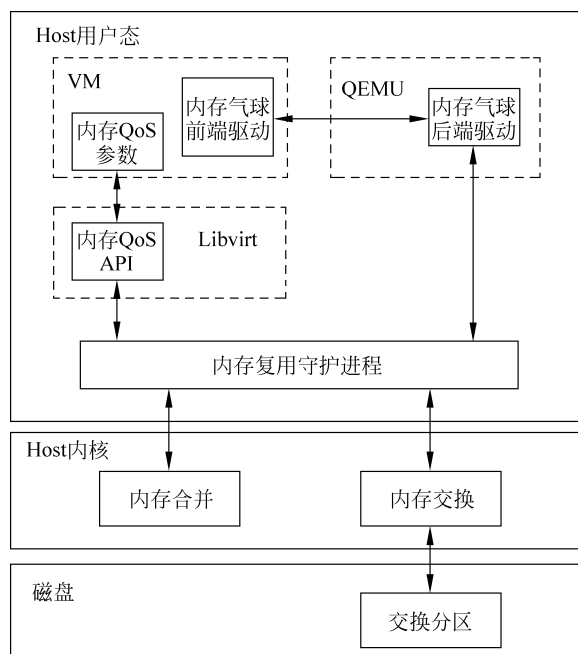 Host用户态
VM
QEMU
内存气球
前端驱动
内存气球
后端驱动
内存QoS
参数
内存QoS
API
Libvirt
内存复用守护进程
Host内核
内存合并
内存交换
磁盘
交换分区